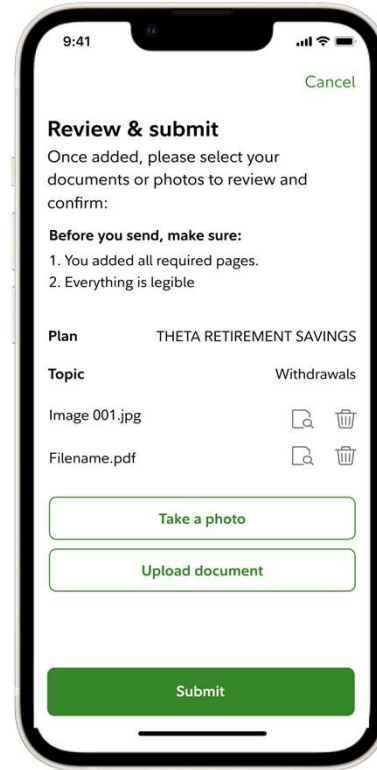 9:41
Cancel
Review & submit
Once added, please select your
documents or photos to review and
confirm:
Before you send, make sure:
1. You added all required pages.
2. Everything is legible
Plan THETA RETIREMENT SAVINGS
Topic Withdrawals
Image 001.jpg
Filename.pdf
Take a photo
Upload document
Submit